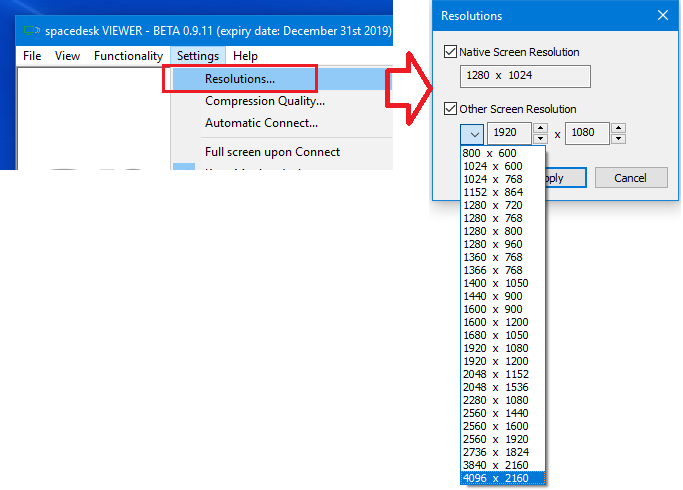 spacedesk VIEWER - BETA 0.9.11 (expiry date: December 31st 2019)
File View Functionality Settings Help
Resolutions...
Compression Quality...
Automatic Connect...
Full screen upon Connect
Resolutions
Native Screen Resolution
1280 x 1024
Other Screen Resolution
1920 x 1080
Cancel
800 x 600
1024 x 600
1024 x 768
1152 x 864
1280 x 720
1280 x 768
1280 x 800
1280 x 960
1360 x 768
1366 x 768
1400 x 1050
1440 x 900
1600 x 900
1600 x 1200
1680 x 1050
1920 x 1080
1920 x 1200
2048 x 1152
2048 x 1536
2280 x 1080
2560 x 1440
2560 x 1600
2560 x 1920
2736 x 1824
3840 x 2160
4096 x 2160